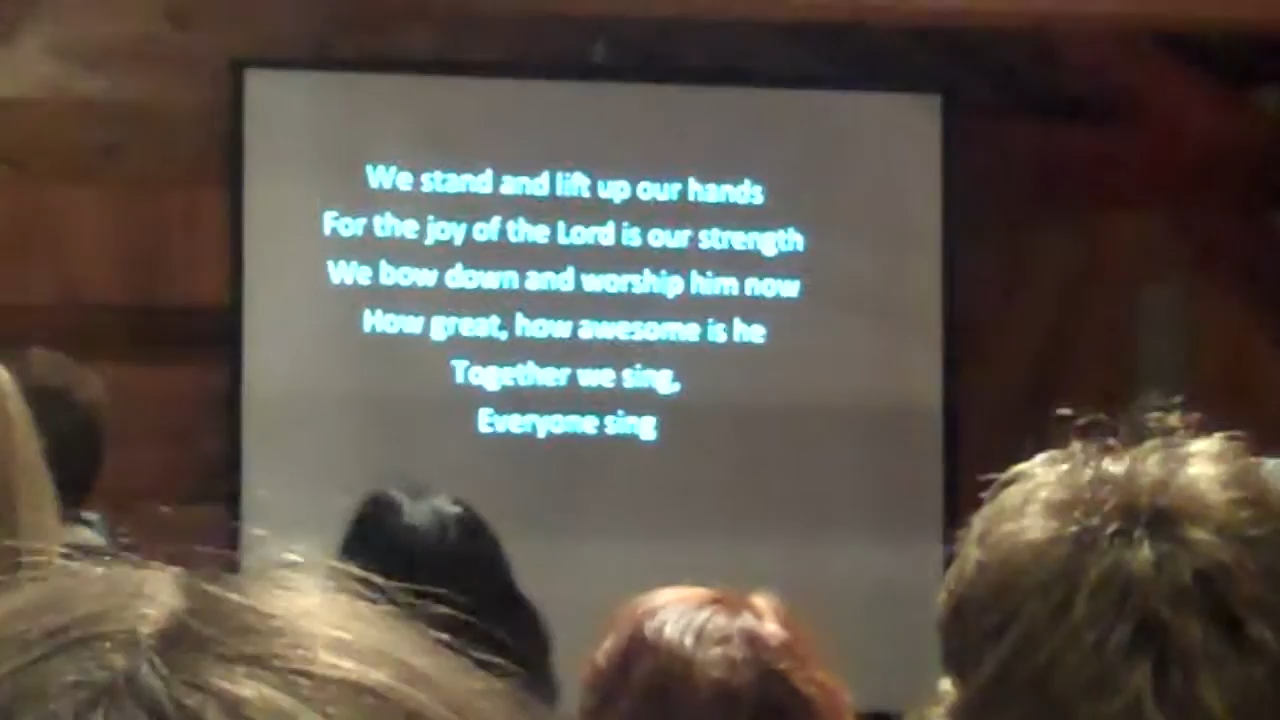 We stand and lift up our hands
For the joy of the Lord is our strength
We bow down and worship him now
How great, how awesome is he
Together we sing,
Everyone sing